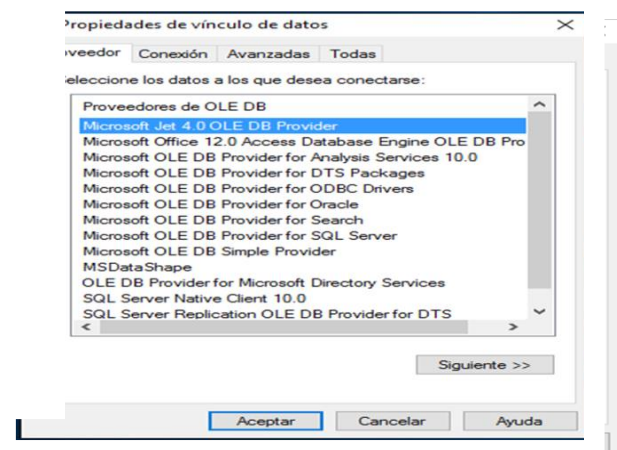 Propiedades de vínculo de datos
oveedor Conexión Avanzadas Todas
eleccione los datos a los que desea conectarse:
Proveedores de OLE DB
Microsoft Jet 4.0 OLE DB Provider
Microsoft Office 12.0 Access Database Engine OLE DB Pro
Microsoft OLE DB Provider for Analysis Services 10.0
Microsoft OLE DB Provider for DTS Packages
Microsoft OLE DB Provider for ODBC Drivers
Microsoft OLE DB Provider for Oracle
Microsoft OLE DB Provider for Search
Microsoft OLE DB Provider for SQL Server
Microsoft OLE DB Simple Provider
MSDataShape
OLE DB Provider for Microsoft Directory Services
SQL Server Native Client 10.0
SQL Server Replication OLE DB Provider for DTS
Siguiente >>
Aceptar Cancelar Ayuda